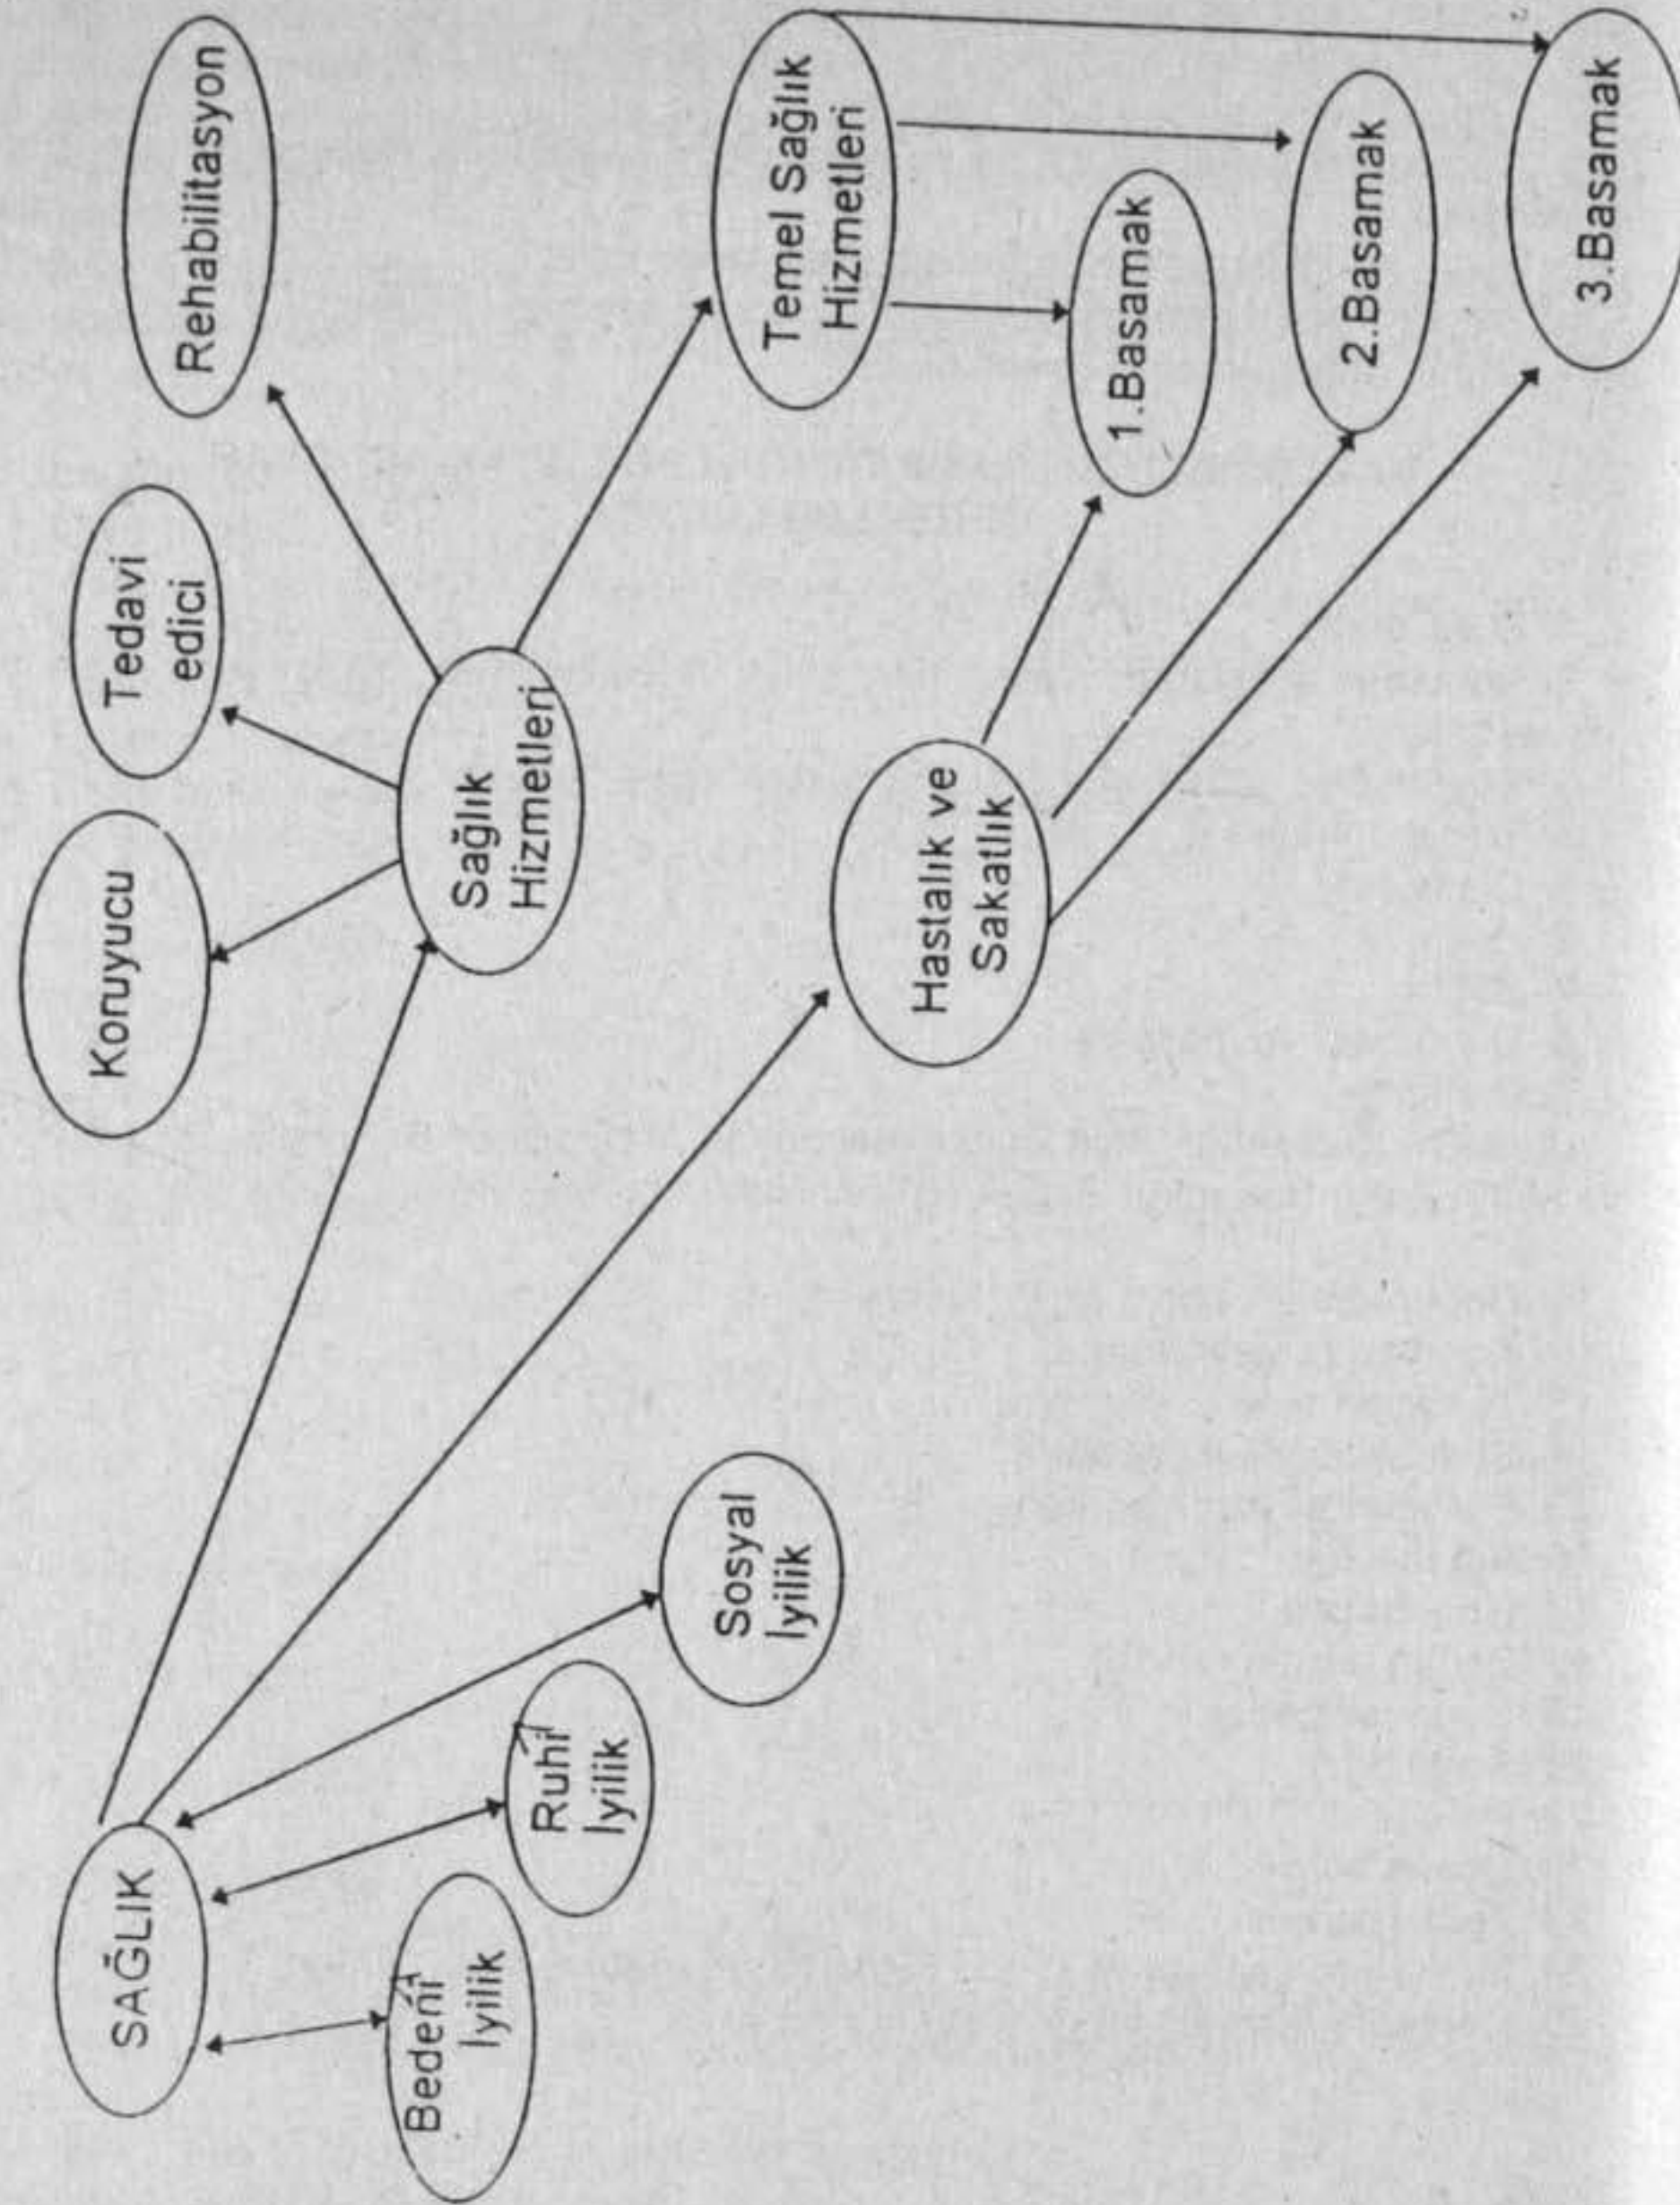 SAĞLIK
Bedenî
İyilik
Ruhî
İyilik
Sosyal
İyilik
Koruyucu
Tedavi
edici
Rehabilitasyon
Sağlık
Hizmetleri
Temel Sağlık
Hizmetleri
Hastalık ve
Sakatlık
1.Basamak
2.Basamak
3.Basamak